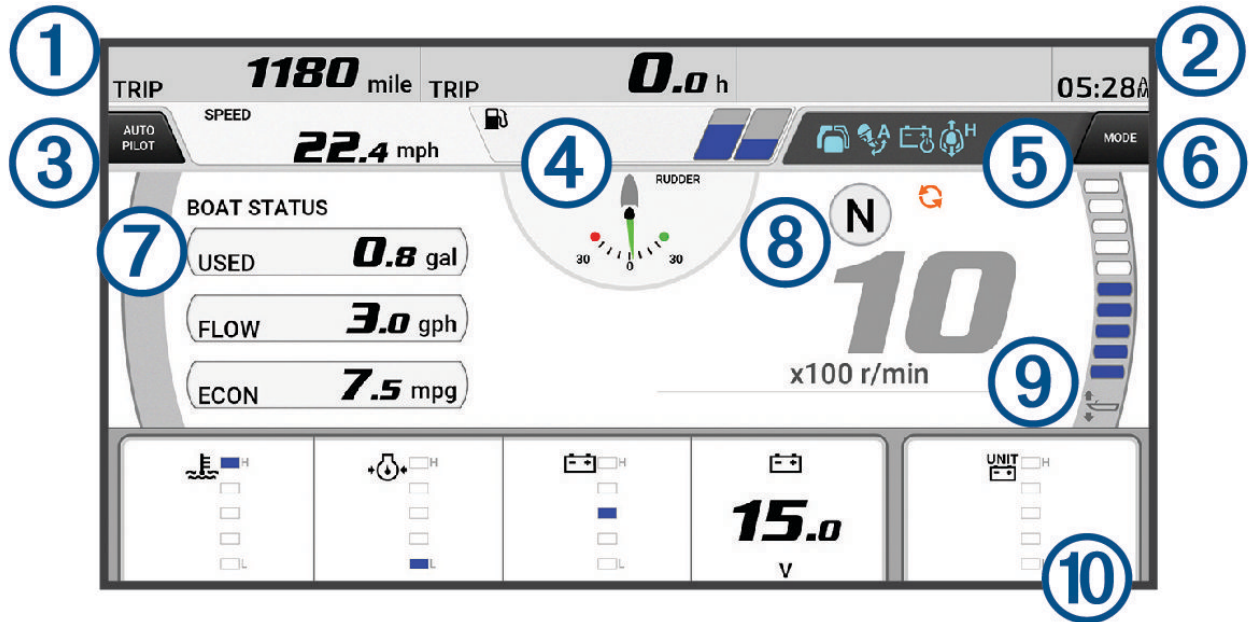 1
2
TRIP 1180 mile TRIP 0.0 h
05:28 AM
3
AUTO
PILOT
SPEED
22.4 mph
4
A
H
5
MODE
6
RUDDER
30 0 30
7
BOAT STATUS
USED 0.8 gal
FLOW 3.0 gph
ECON 7.5 mpg
8
N
10
x100 r/min
9
H
L
H
L
H
L
15.0
V
UNIT
H
10